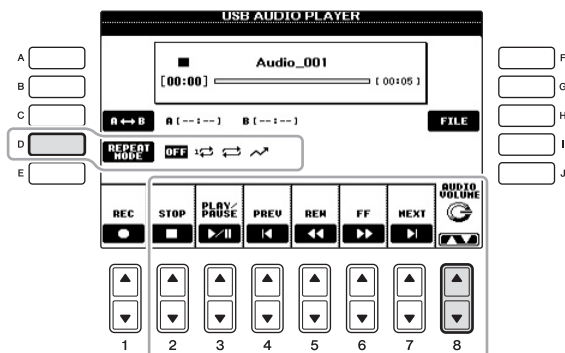 USB AUDIO PLAYER
Audio_001
[00:00] [00:05]
A B A[--:--] B[--:--] FILE
REPEAT MODE OFF 1
REC STOP PLAY/PAUSE PREV REW FF NEXT AUDIO VOLUME
A
B
C
D
E
F
G
H
I
J
1 2 3 4 5 6 7 8